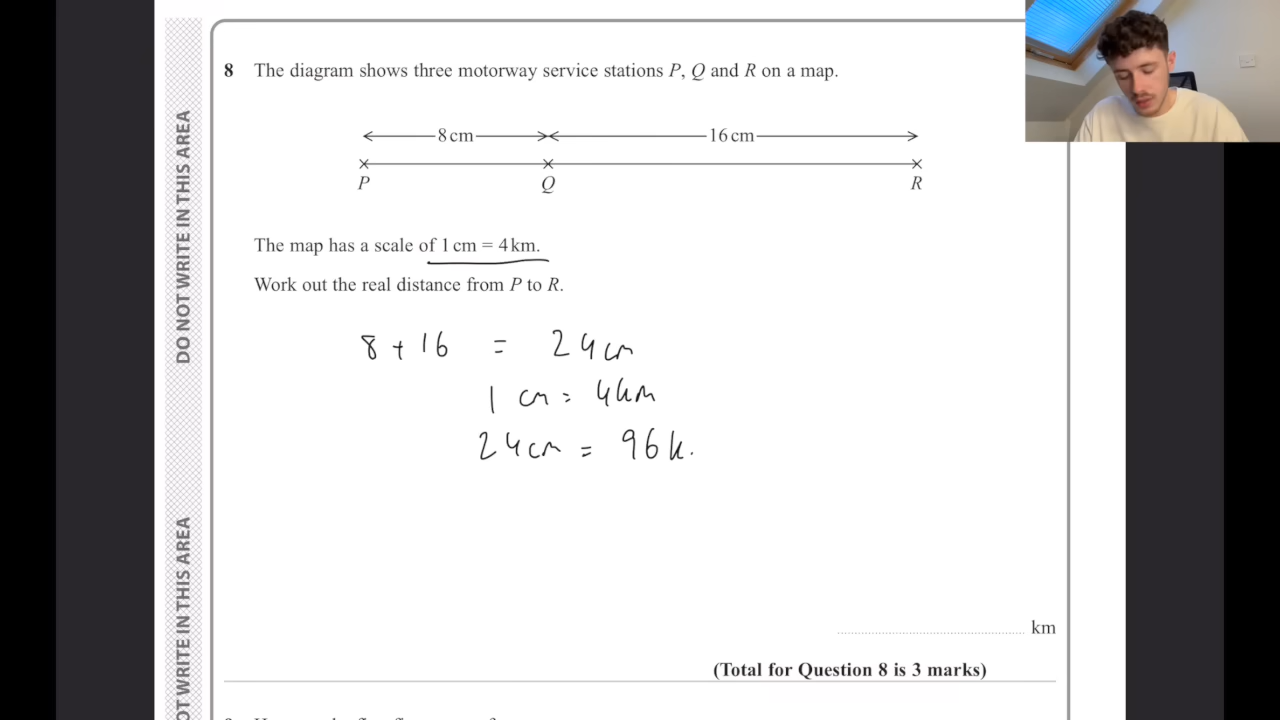 8 The diagram shows three motorway service stations P, Q and R on a map.
8 cm 16 cm
P Q R
The map has a scale of 1 cm = 4 km.
Work out the real distance from P to R.
8 + 16 = 24cm
1 cm = 4km
24cm = 96k.
km
(Total for Question 8 is 3 marks)
DO NOT WRITE IN THIS AREA
OT WRITE IN THIS AREA